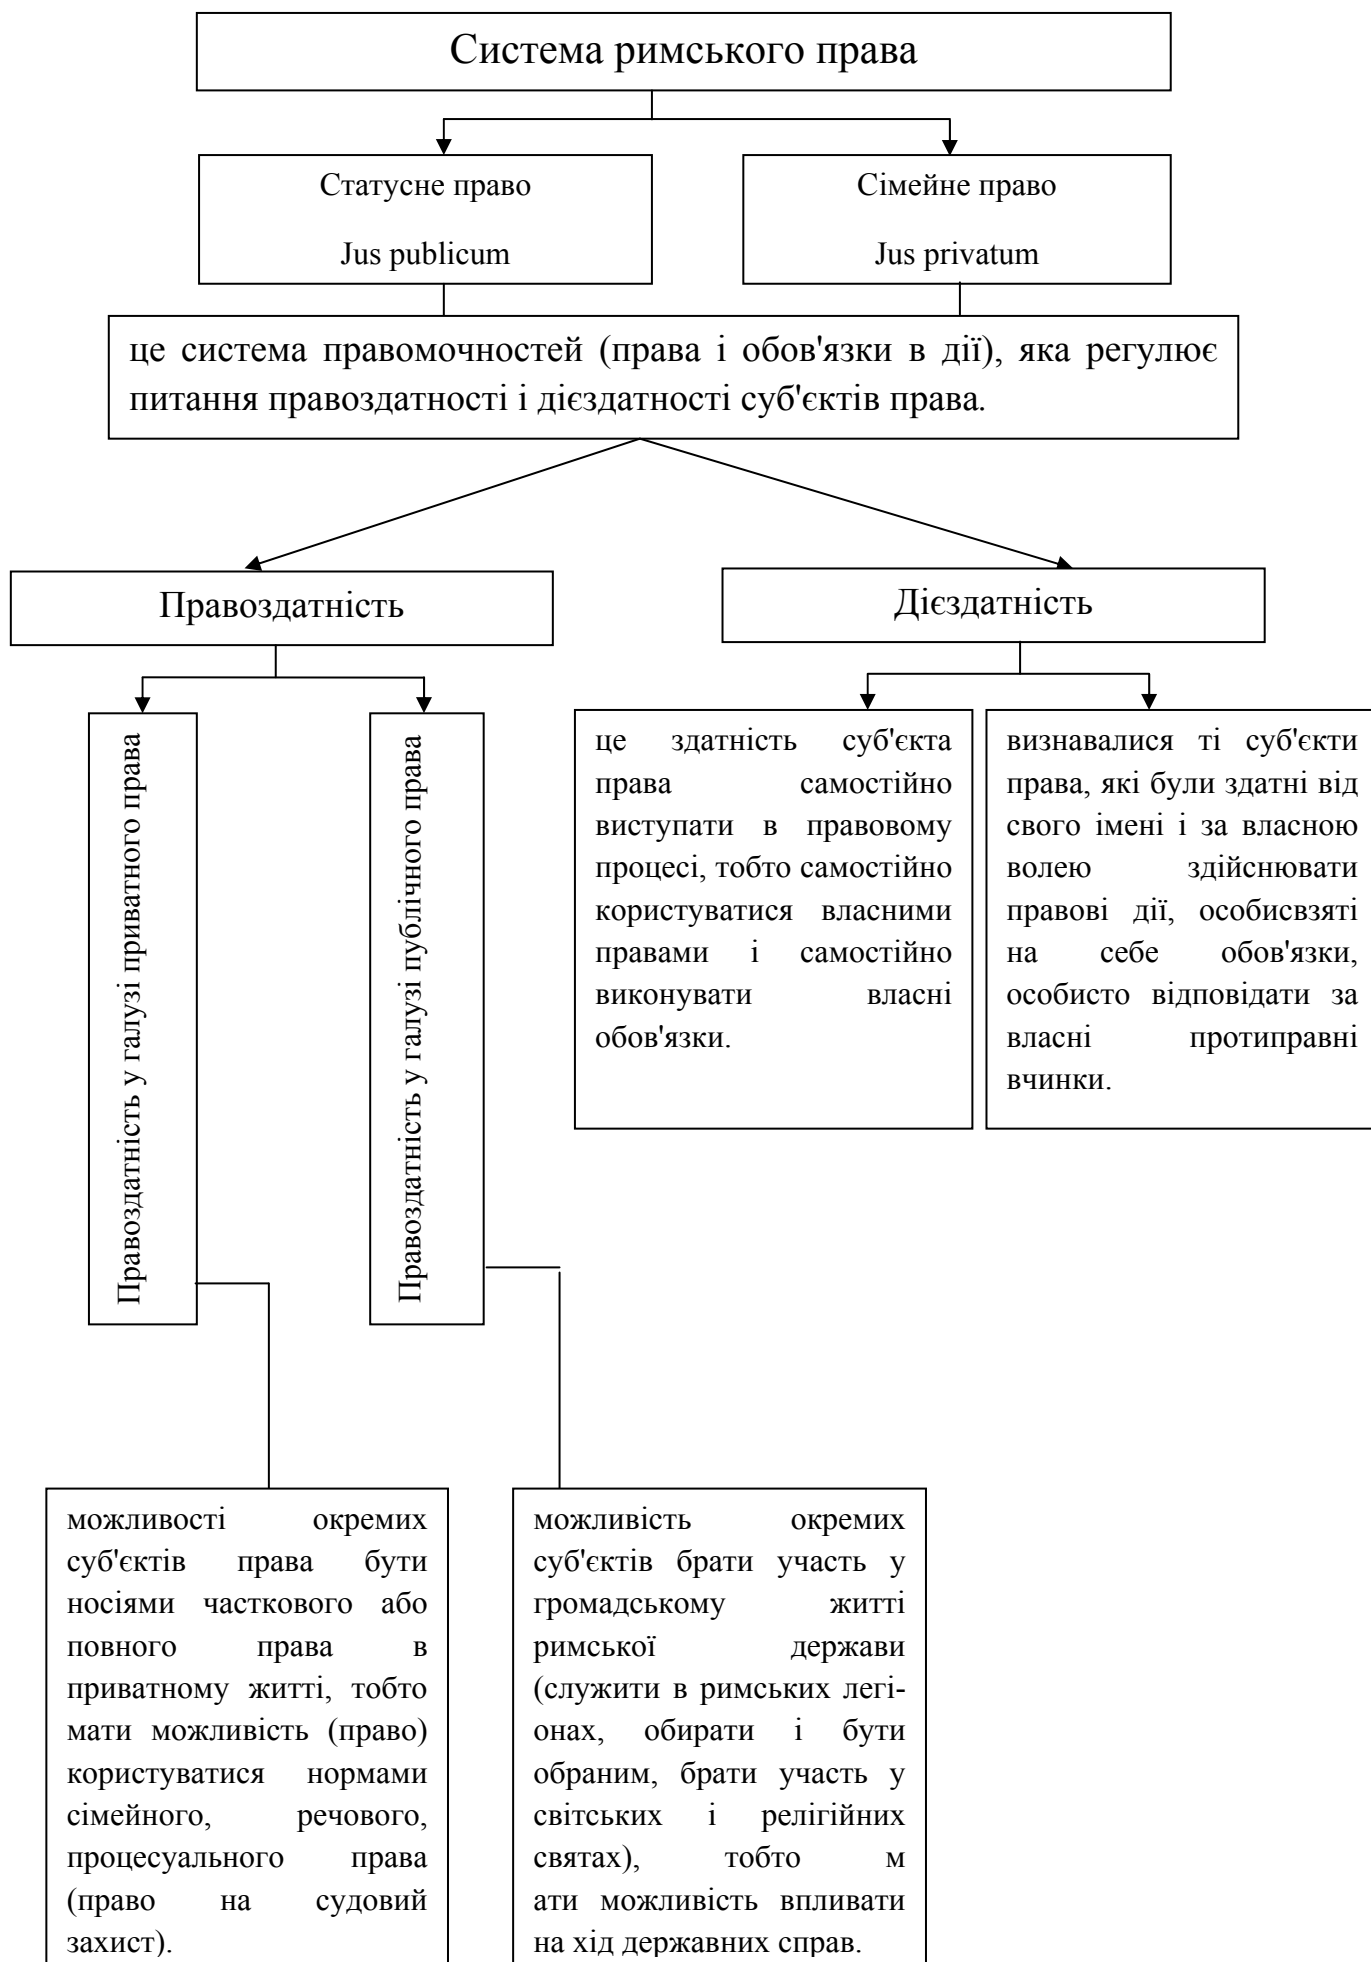 Система римського права
Статусне право
Jus publicum
Сімейне право
Jus privatum
це система правомочностей (права і обов'язки в дії), яка регулює
питання правоздатності і дієздатності суб'єктів права.
Правоздатність
Дієздатність
Правоздатність у галузі приватного права
Правоздатність у галузі публічного права
це здатність суб'єкта
права самостійно
виступати в правовому
процесі, тобто самостійно
користуватися власними
правами і самостійно
виконувати власні
обов'язки.
визнавалися ті суб'єкти
права, які були здатні від
свого імені і за власною
волею здійснювати
правові дії, особисвзяті
на себе обов'язки,
особисто відповідати за
власні протиправні
вчинки.
можливості окремих
суб'єктів права бути
носіями часткового або
повного права в
приватному житті, тобто
мати можливість (право)
користуватися нормами
сімейного, речового,
процесуального права
(право на судовий
захист).
можливість окремих
суб'єктів брати участь у
громадському житті
римської держави
(служити в римських легі-
онах, обирати і бути
обраним, брати участь у
світських і релігійних
святах), тобто м
ати можливість впливати
на хід державних справ.